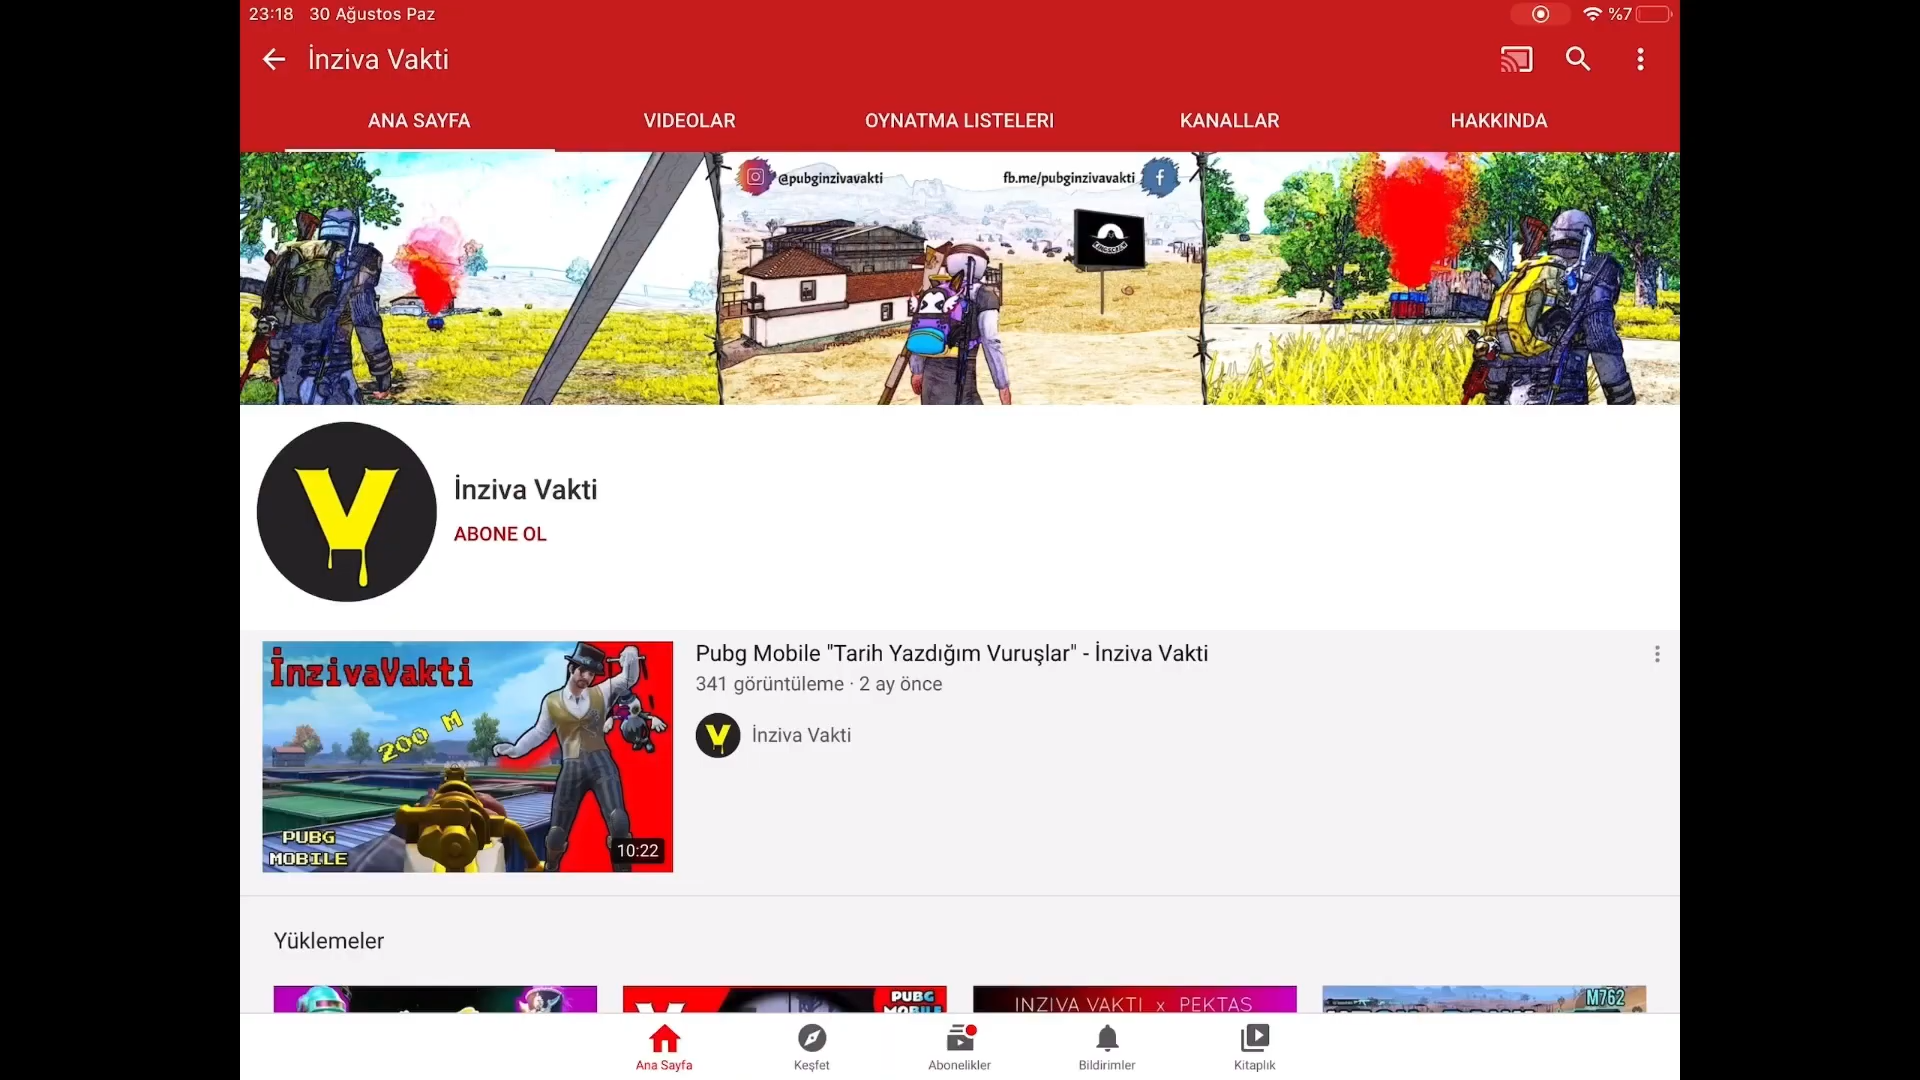 23:18 30 Ağustos Paz
%7
İnziva Vakti
ANA SAYFA
VIDEOLAR
OYNATMA LISTELERI
KANALLAR
HAKKINDA
@pubginzivavakti
fb.me/pubginzivavakti
V
İnziva Vakti
ABONE OL
İnzivaVakti
200 M
PUBG
MOBILE
10:22
Pubg Mobile "Tarih Yazdığım Vuruşlar" - İnziva Vakti
341 görüntüleme · 2 ay önce
V
İnziva Vakti
Yüklemeler
PUBG
MOBILE
INZIVA VAKTI x PEKTAS
M762
Ana Sayfa
Keşfet
Abonelikler
Bildirimler
Kitaplık